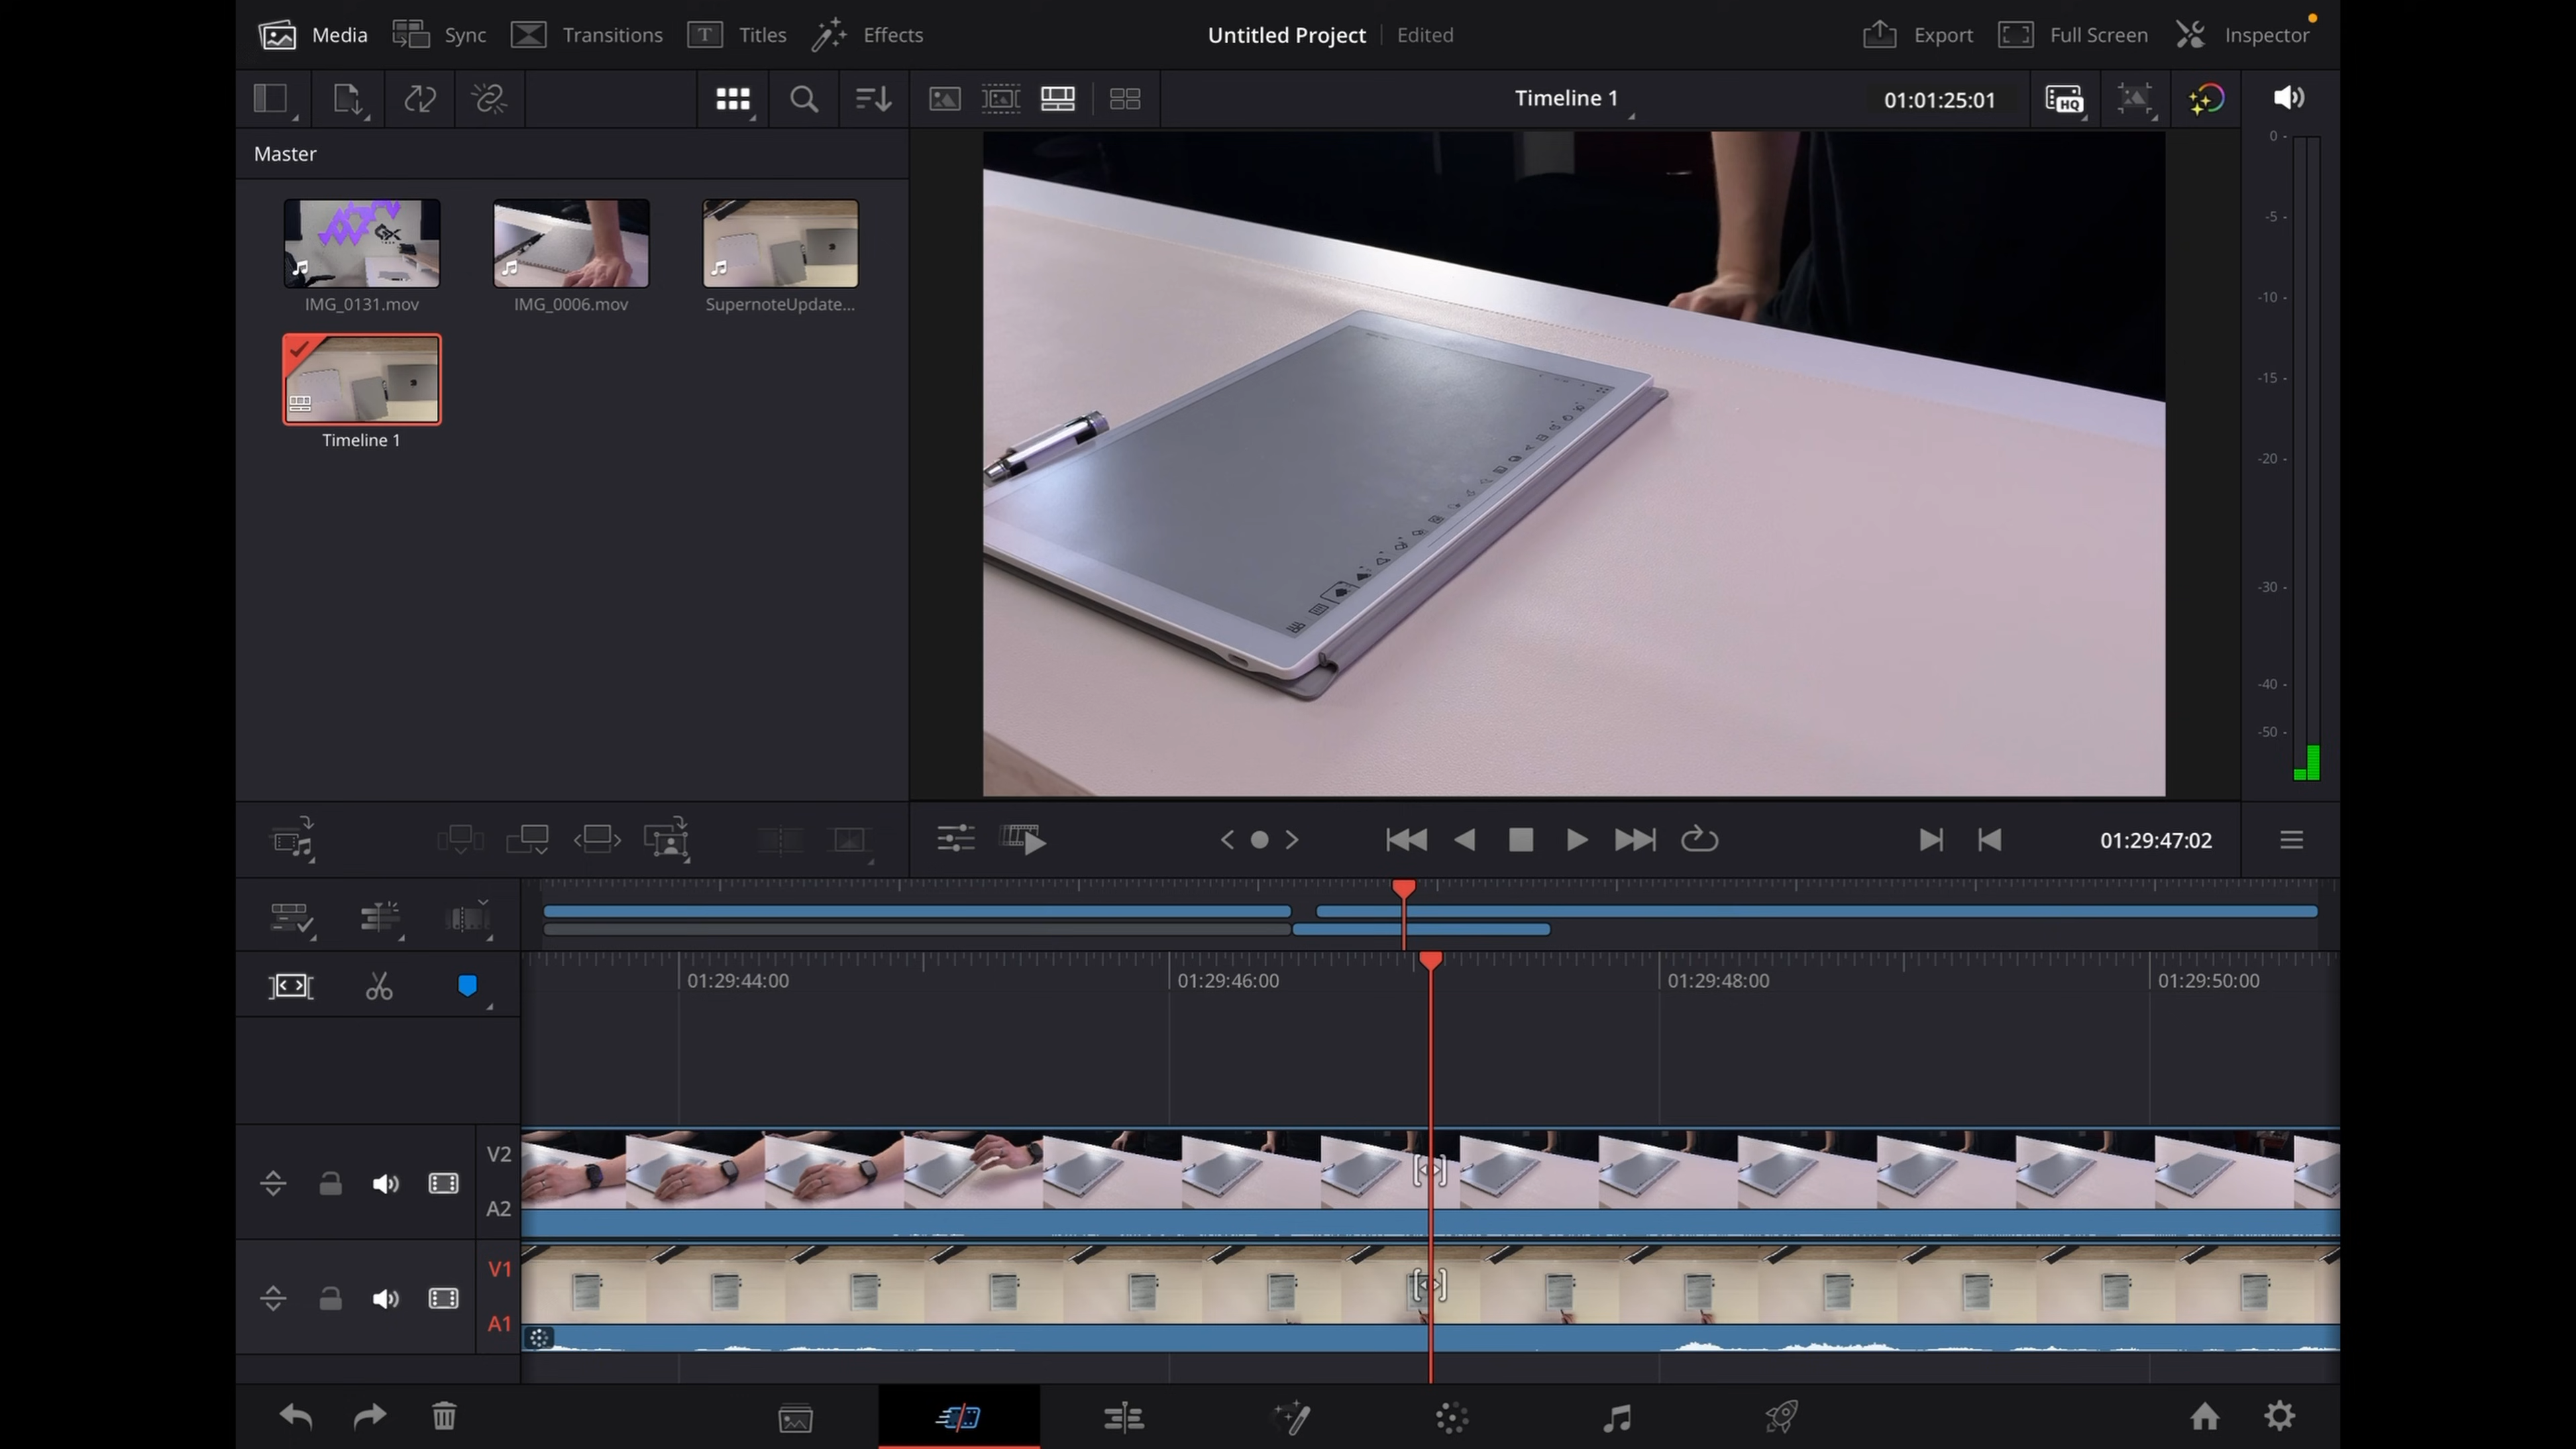 Media Sync Transitions Titles Effects Untitled Project Edited Export Full Screen Inspector
Timeline 1 01:01:25:01 HQ
Master
IMG_0131.mov IMG_0006.mov SupernoteUpdate...
Timeline 1
0
-5
-10
-15
-20
-30
-40
-50
01:29:47:02
01:29:44:00 01:29:46:00 01:29:48:00 01:29:50:00
V2
A2
V1
A1